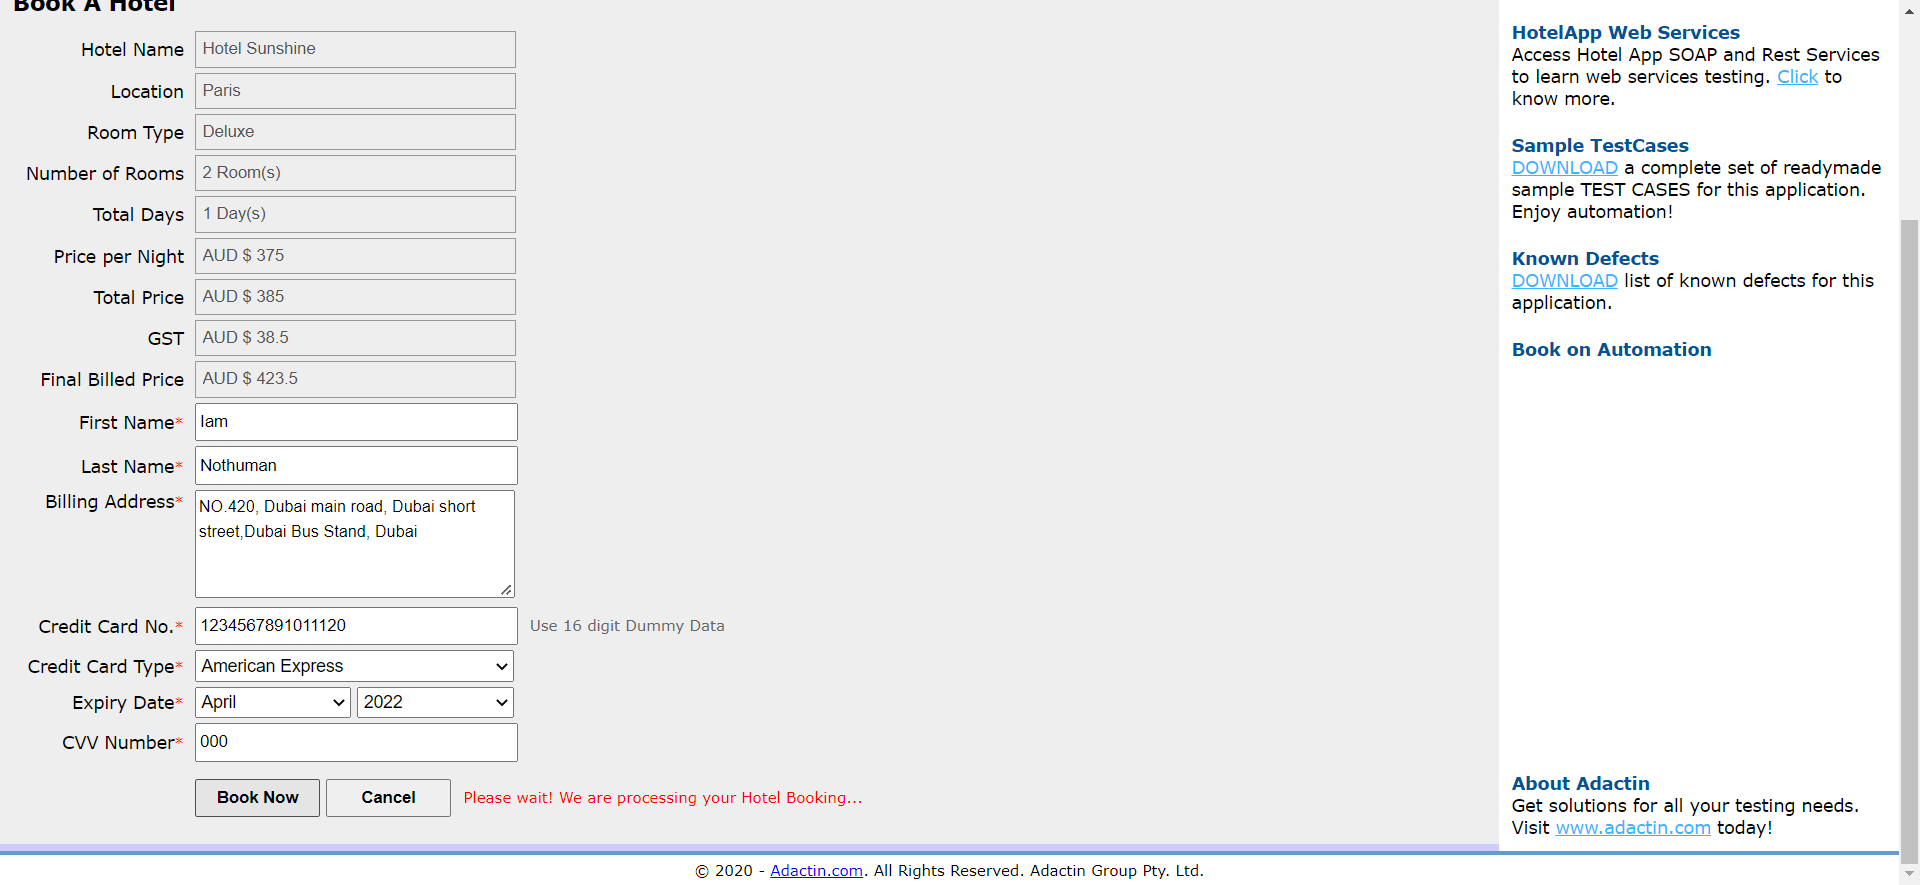 Book A Hotel
Hotel Name Hotel Sunshine
Location Paris
Room Type Deluxe
Number of Rooms 2 Room(s)
Total Days 1 Day(s)
Price per Night AUD $ 375
Total Price AUD $ 385
GST AUD $ 38.5
Final Billed Price AUD $ 423.5
First Name* Iam
Last Name* Nothuman
Billing Address* NO.420, Dubai main road, Dubai short
street,Dubai Bus Stand, Dubai
Credit Card No.* 1234567891011120 Use 16 digit Dummy Data
Credit Card Type* American Express
Expiry Date* April 2022
CVV Number* 000
Book Now Cancel Please wait! We are processing your Hotel Booking...
HotelApp Web Services
Access Hotel App SOAP and Rest Services
to learn web services testing. Click to
know more.
Sample TestCases
DOWNLOAD a complete set of readymade
sample TEST CASES for this application.
Enjoy automation!
Known Defects
DOWNLOAD list of known defects for this
application.
Book on Automation
About Adactin
Get solutions for all your testing needs.
Visit www.adactin.com today!
© 2020 - Adactin.com. All Rights Reserved. Adactin Group Pty. Ltd.